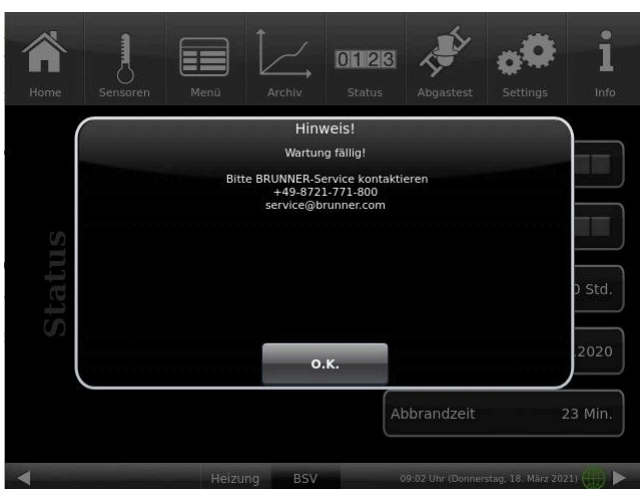 Home Sensoren Menü Archiv 0123 Status Abgastest Settings Info
Hinweis!
Wartung fällig!
Bitte BRUNNER-Service kontaktieren
+49-8721-771-800
service@brunner.com
Status
Std.
.2020
O.K.
Abbrandzeit 23 Min.
Heizung BSV 09:02 Uhr (Donnerstag, 18. März 2021)